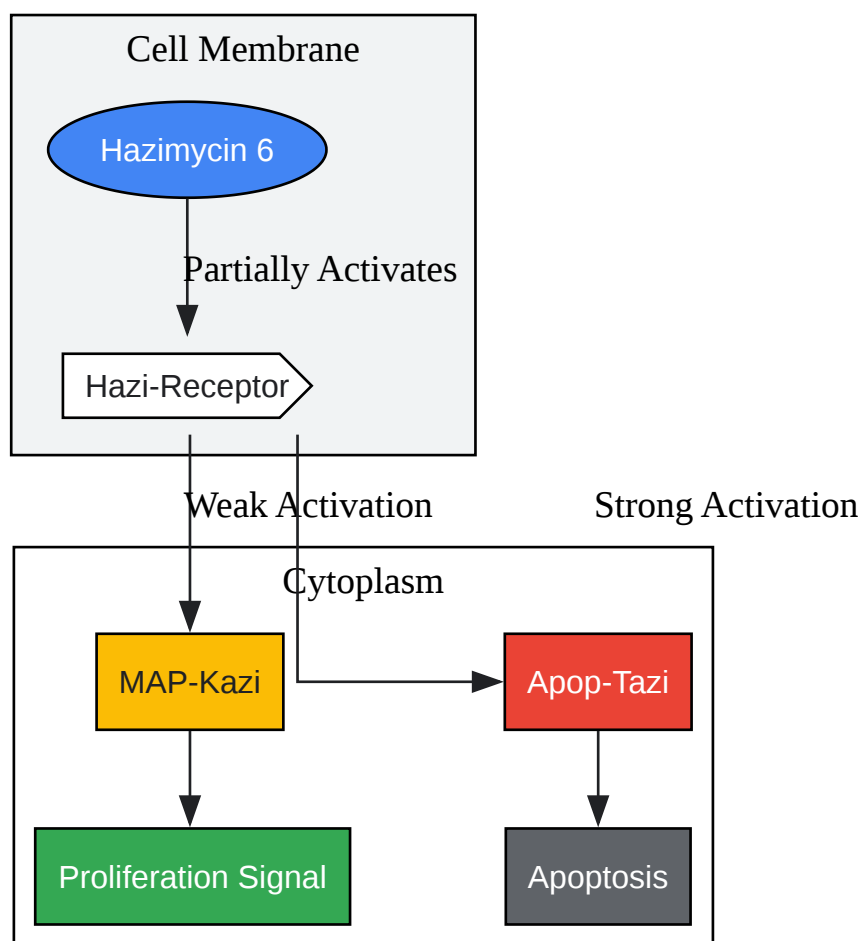 Cell Membrane
Hazimycin 6
Partially Activates
Hazi-Receptor
Weak Activation
Strong Activation
Cytoplasm
MAP-Kazi
Apop-Tazi
Proliferation Signal
Apoptosis